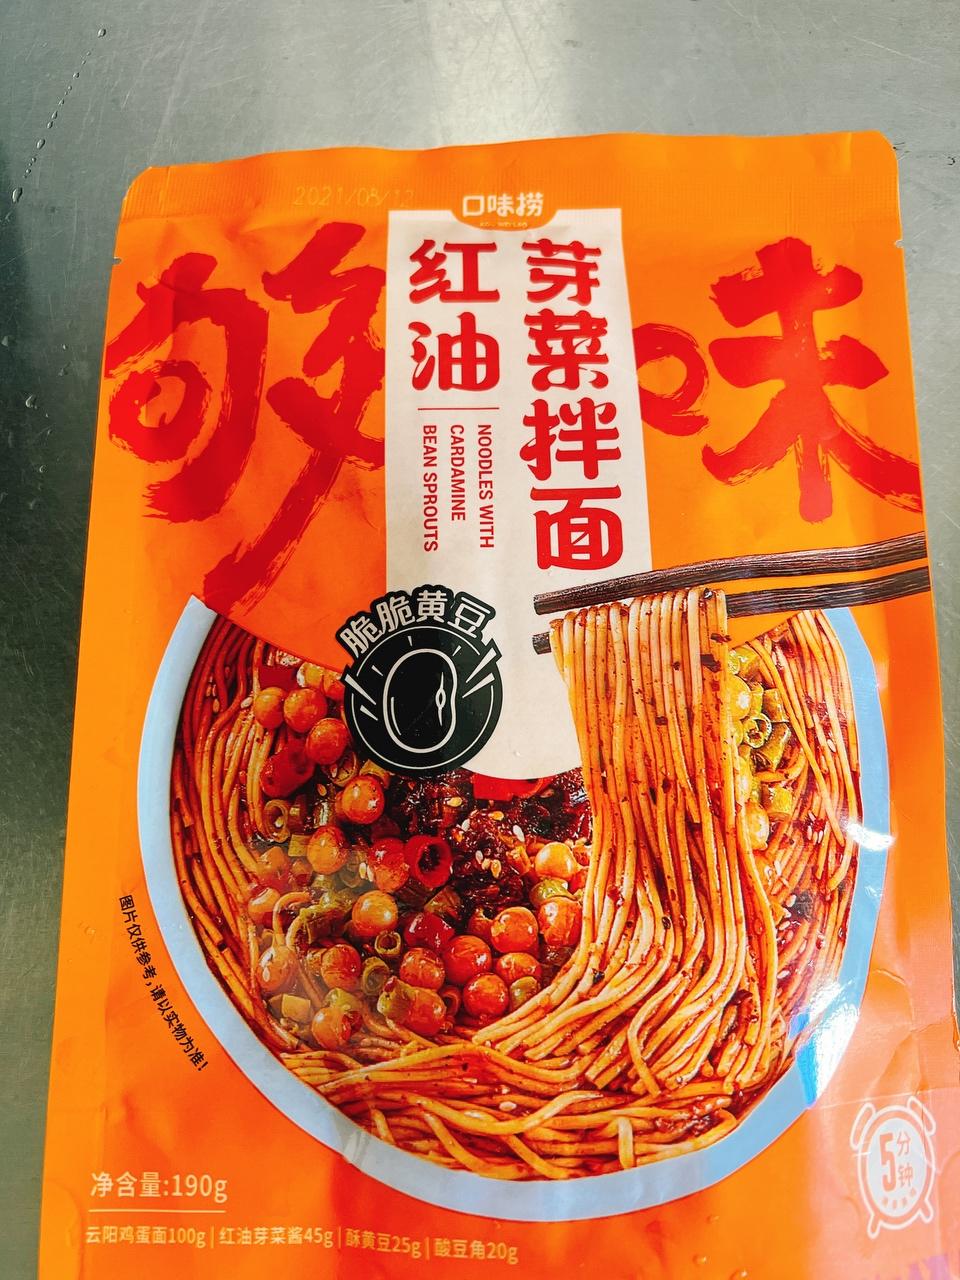 2021/08/12
口味捞
够味
红油
芽菜拌面
NOODLES WITH
CARDAMINE
BEAN SPROUTS
脆脆黄豆
图片仅供参考,请以实物为准!
5分钟
净含量:190g
云阳鸡蛋面100g|红油芽菜酱45g|酥黄豆25g|酸豆角20g